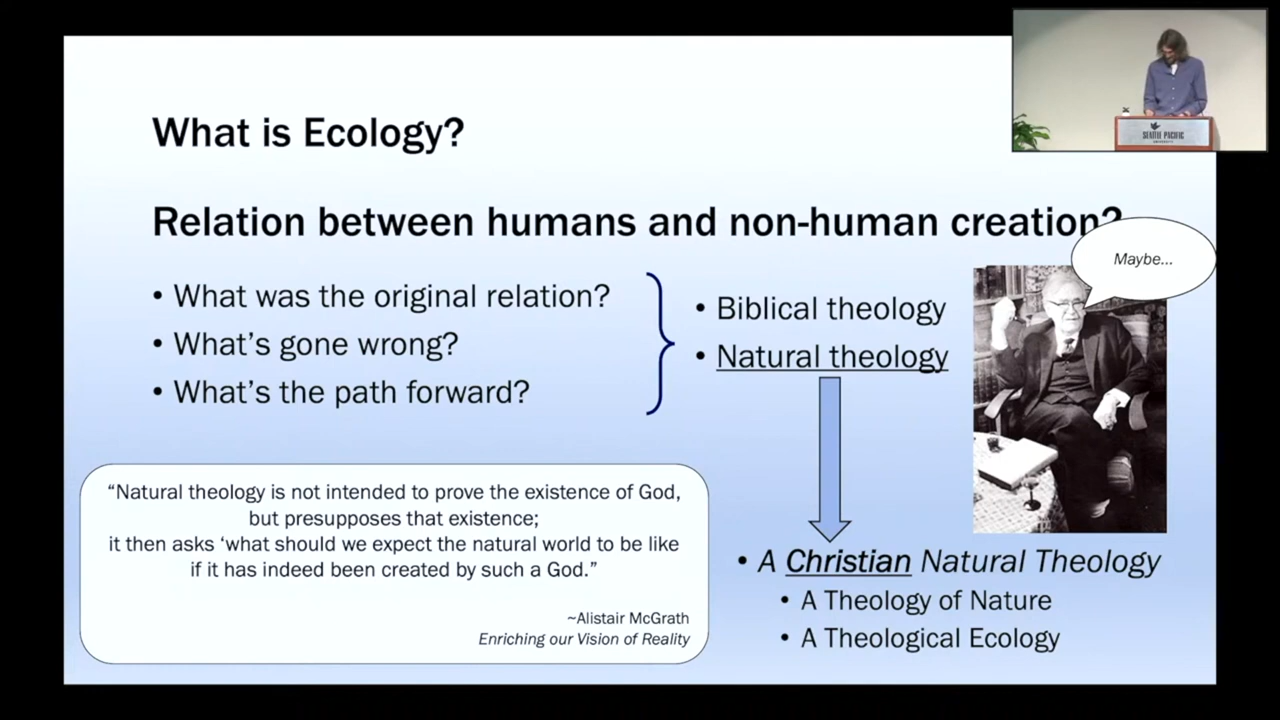 What is Ecology?
Relation between humans and non-human creation?
Maybe...
• What was the original relation?
• What's gone wrong?
• What's the path forward?
• Biblical theology
• Natural theology
“Natural theology is not intended to prove the existence of God,
but presupposes that existence;
it then asks ‘what should we expect the natural world to be like
if it has indeed been created by such a God.”
~Alistair McGrath
Enriching our Vision of Reality
• A Christian Natural Theology
• A Theology of Nature
• A Theological Ecology
SEATTLE PACIFIC
UNIVERSITY